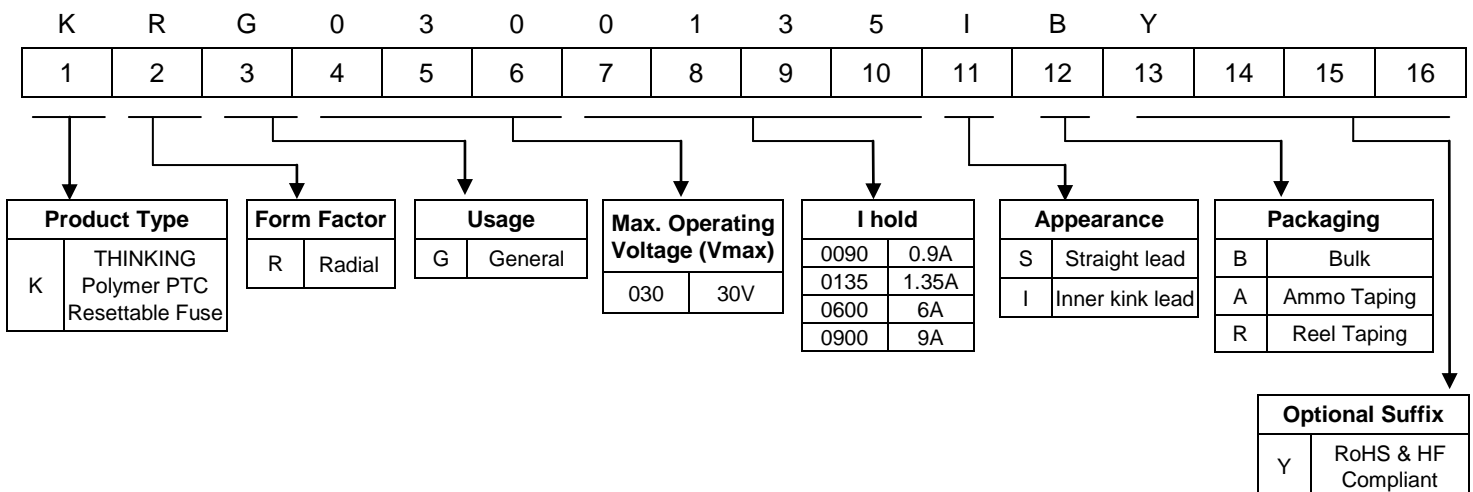 K R G 0 3 0 0 1 3 5 I B Y
1 2 3 4 5 6 7 8 9 10 11 12 13 14 15 16
Product Type
K THINKING Polymer PTC Resettable Fuse
Form Factor
R Radial
Usage
G General
Max. Operating Voltage (Vmax)
030 30V
I hold
0090 0.9A
0135 1.35A
0600 6A
0900 9A
Appearance
S Straight lead
I Inner kink lead
Packaging
B Bulk
A Ammo Taping
R Reel Taping
Optional Suffix
Y RoHS & HF Compliant